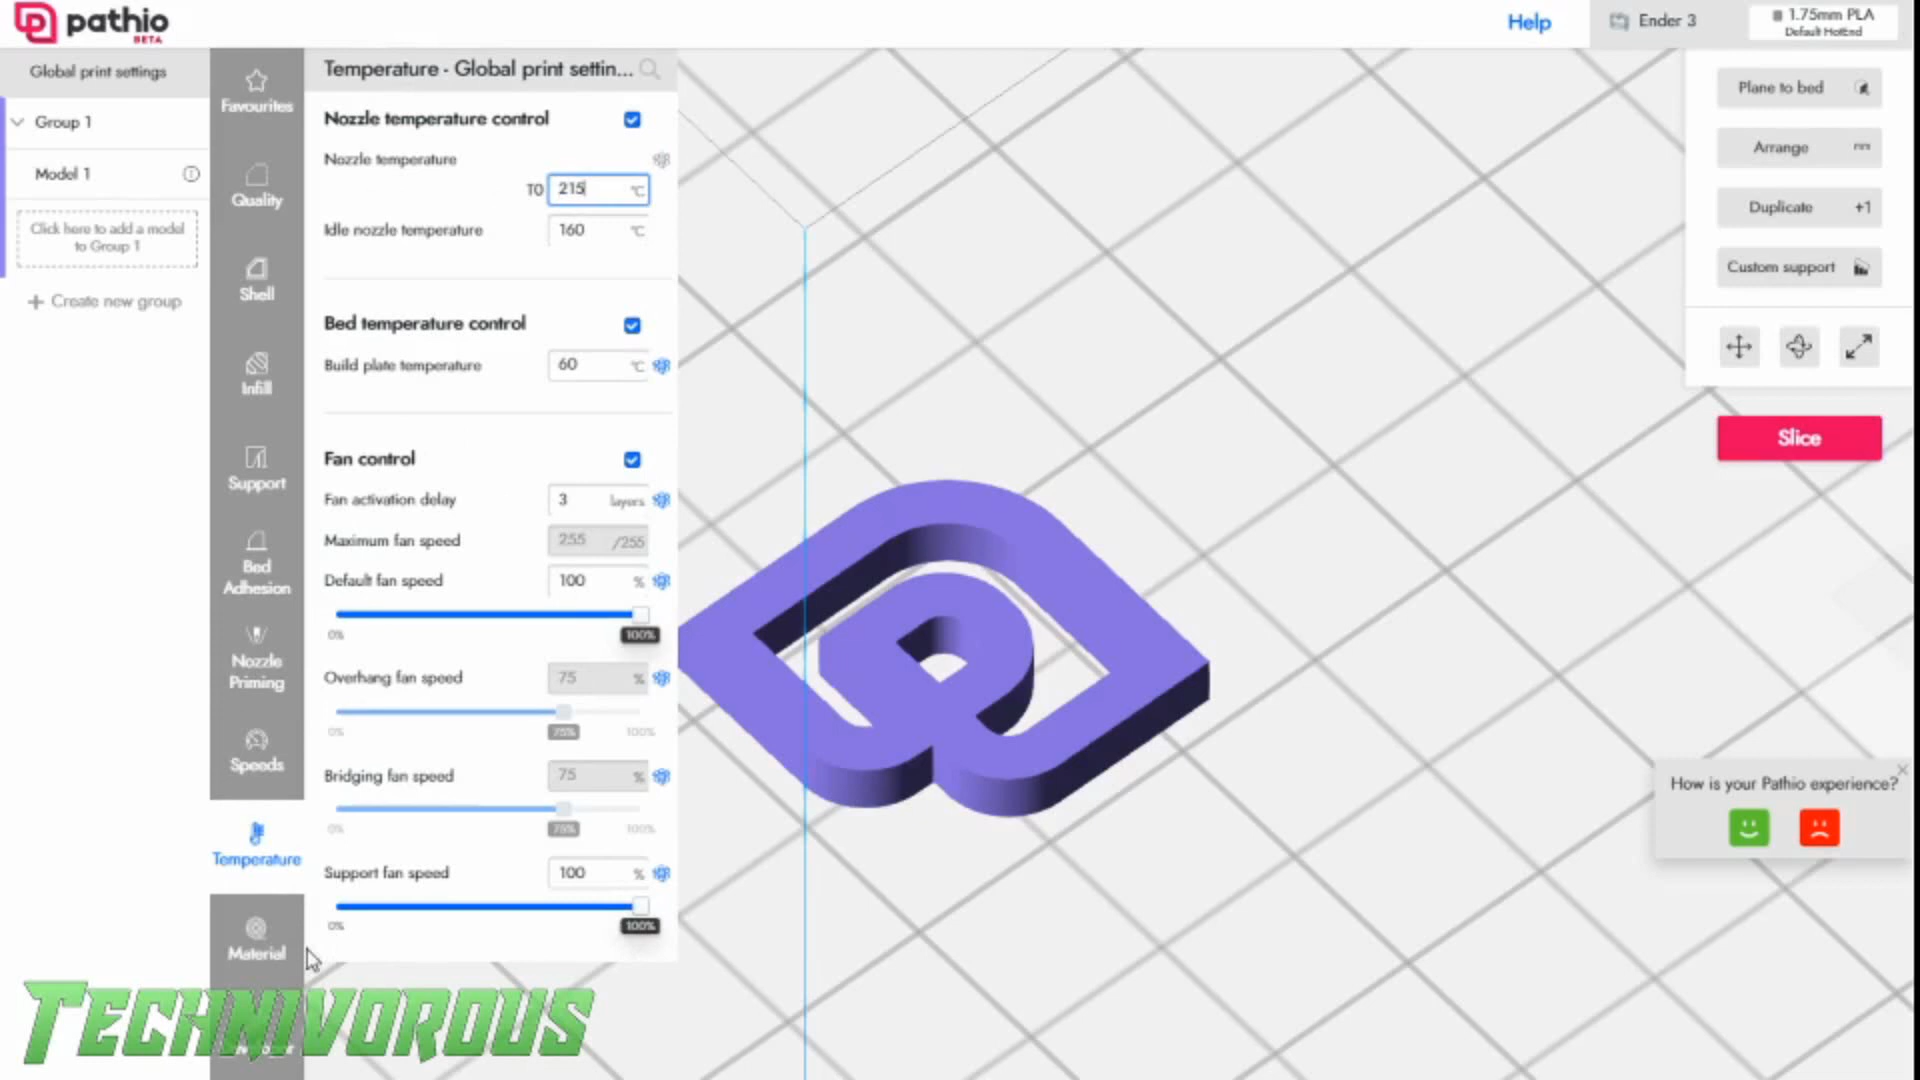 pathio
BETA
Help
Ender 3
1.75mm PLA
Default HotEnd
Global print settings
Group 1
Model 1
Click here to add a model
to Group 1
+ Create new group
Favourites
Quality
Shell
Infill
Support
Bed
Adhesion
Nozzle
Priming
Speeds
Temperature
Material
Temperature - Global print settin...
Nozzle temperature control
Nozzle temperature
T0 215 °C
Idle nozzle temperature 160 °C
Bed temperature control
Build plate temperature 60 °C
Fan control
Fan activation delay 3 layers
Maximum fan speed 255 /255
Default fan speed 100 %
0% 100%
Overhang fan speed 75 %
0% 75% 100%
Bridging fan speed 75 %
0% 75% 100%
Support fan speed 100 %
0% 100%
Plane to bed
Arrange
Duplicate +1
Custom support
Slice
How is your Pathio experience?
TECHNIVOROUS